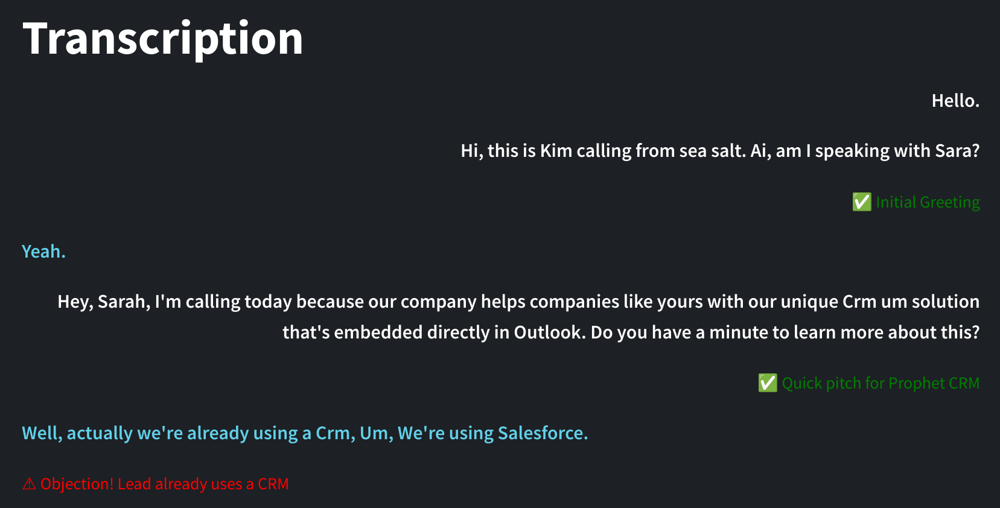 Transcription
Hello.
Hi, this is Kim calling from sea salt. Ai, am I speaking with Sara?
✅ Initial Greeting
Yeah.
Hey, Sarah, I'm calling today because our company helps companies like yours with our unique Crm um solution
that's embedded directly in Outlook. Do you have a minute to learn more about this?
✅ Quick pitch for Prophet CRM
Well, actually we're already using a Crm, Um, We're using Salesforce.
⚠ Objection! Lead already uses a CRM